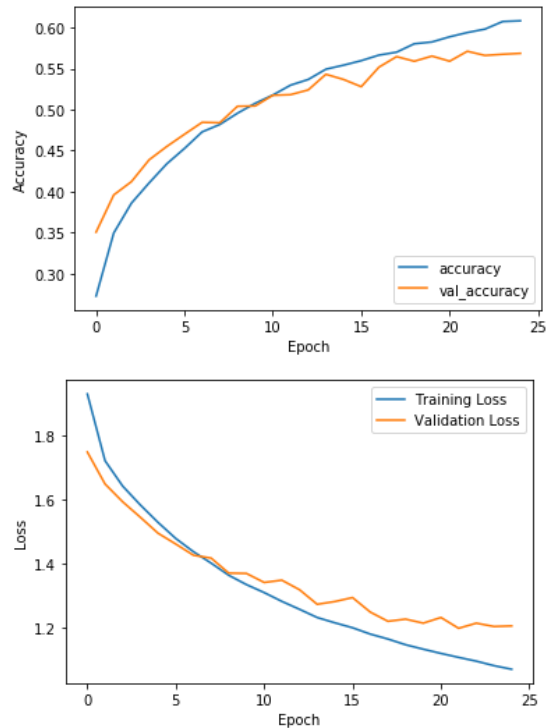 0.60
0.55
0.50
0.45
0.40
0.35
0.30
Accuracy
accuracy
val_accuracy
0 5 10 15 20 25
Epoch
Training Loss
Validation Loss
1.8
1.6
1.4
1.2
Loss
0 5 10 15 20 25
Epoch